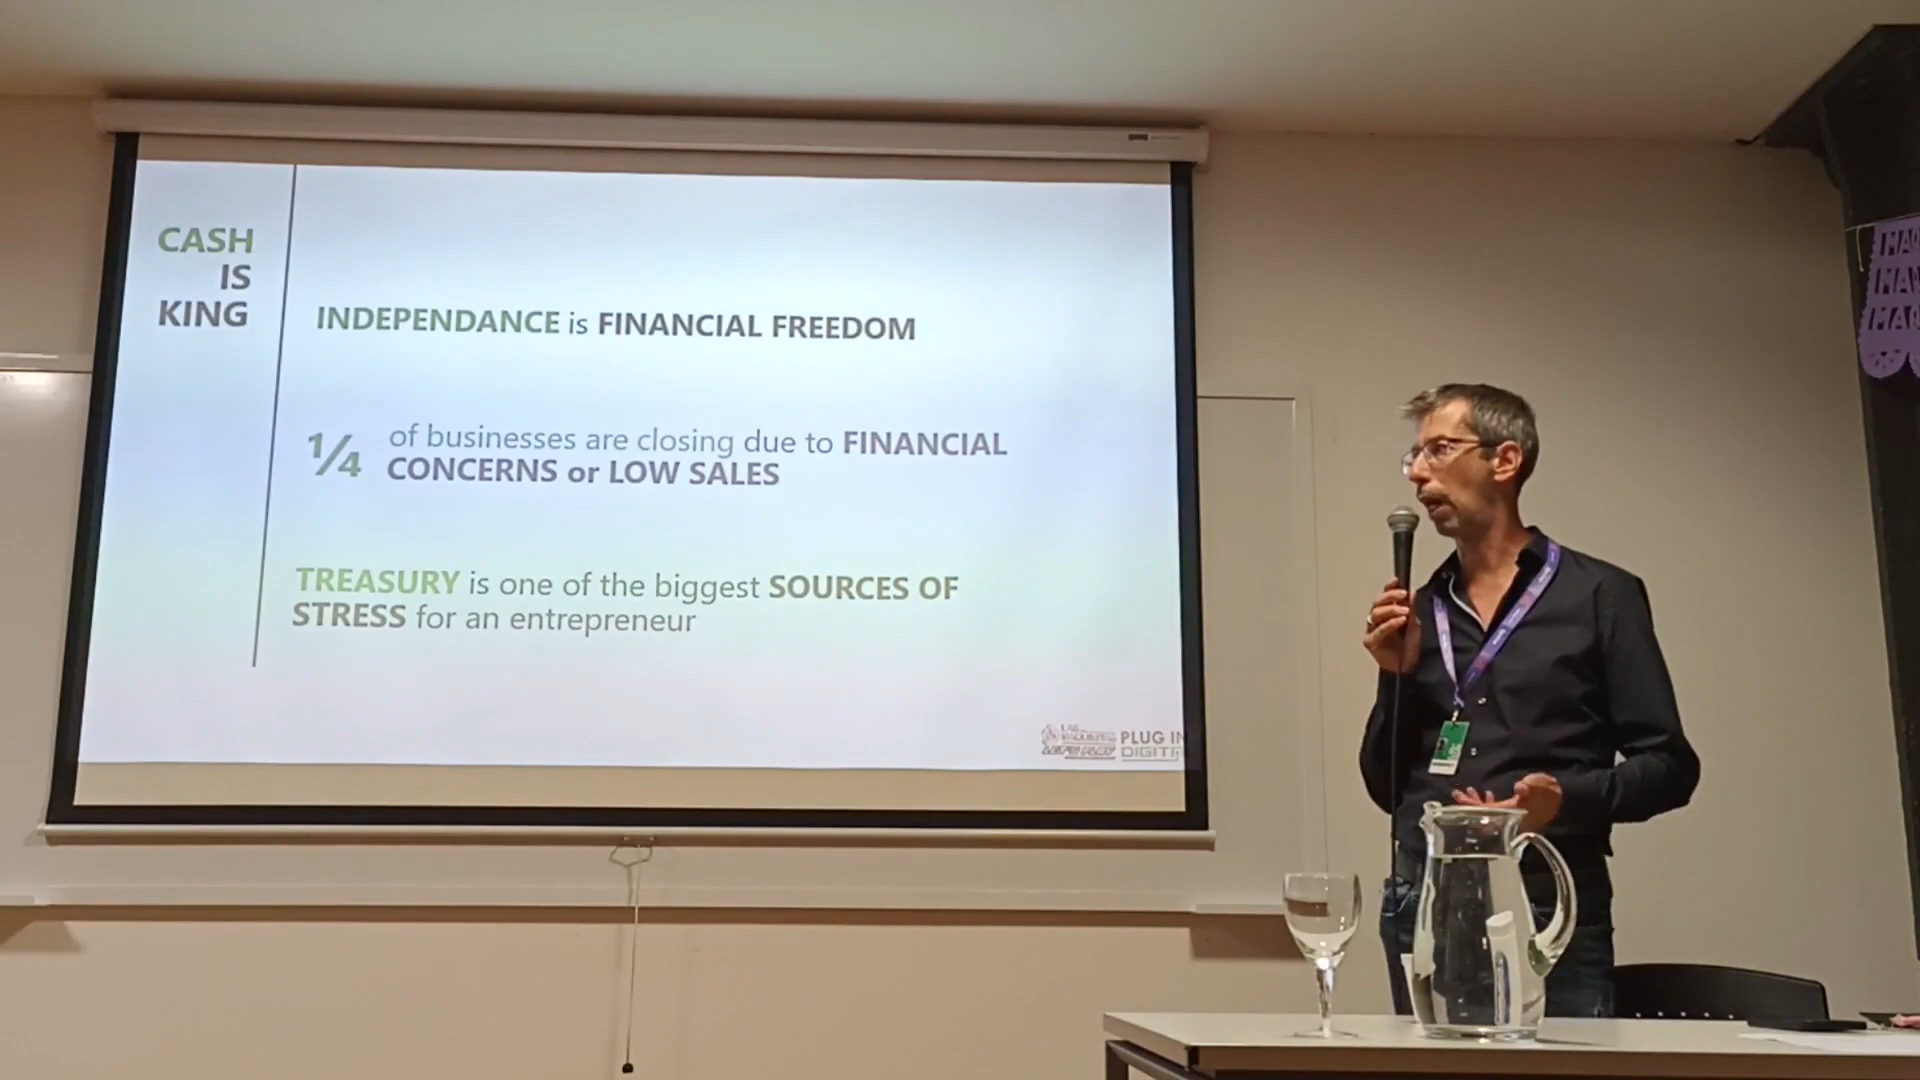 CASH
IS
KING
INDEPENDANCE is FINANCIAL FREEDOM
1/4
of businesses are closing due to FINANCIAL
CONCERNS or LOW SALES
TREASURY is one of the biggest SOURCES OF
STRESS for an entrepreneur
PLUG IN
DIGIT